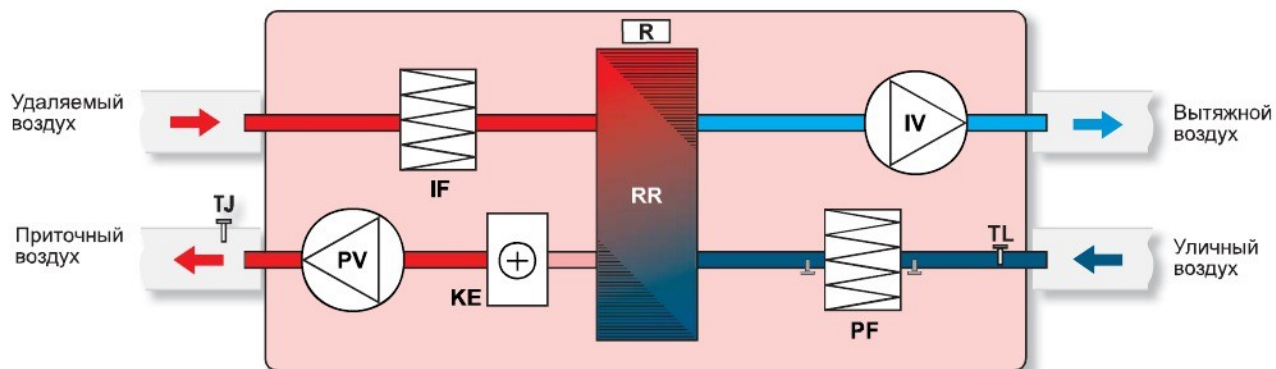 R
Удаляемый
воздух
Вытяжной
воздух
IV
IF
RR
TJ
Приточный
воздух
PV
KE
TL
Уличный
воздух
PF